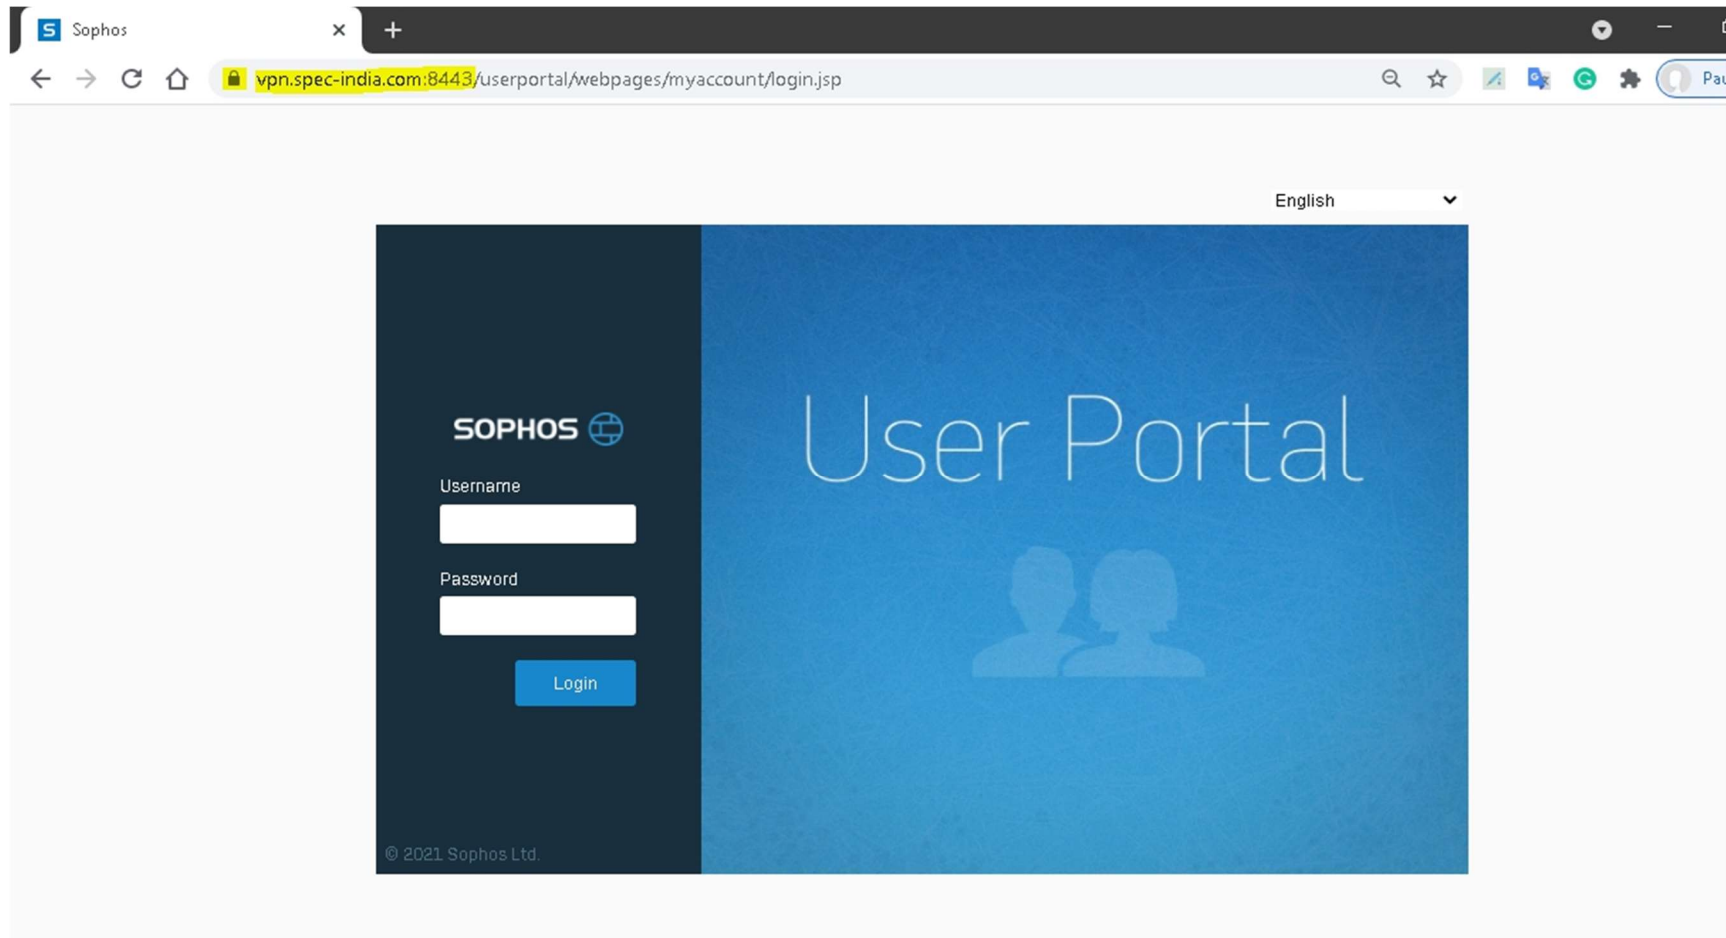 Sophos
vpn.spec-india.com:8443/userportal/webpages/myaccount/login.jsp
Pau
English
SOPHOS
User Portal
Username
Password
Login
© 2021 Sophos Ltd.